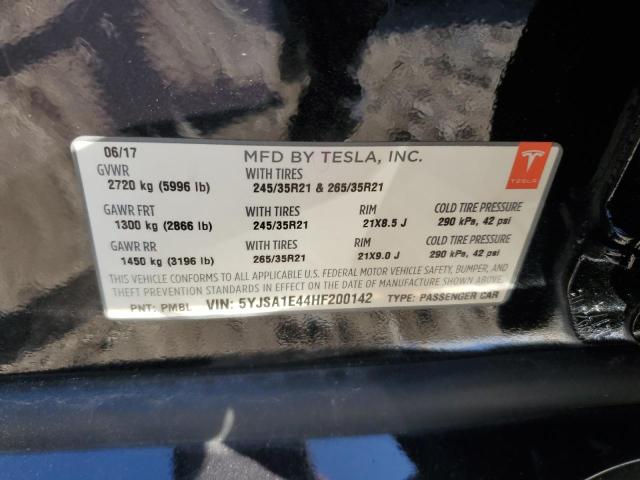 06/17 MFD BY TESLA, INC.
GVWR WITH TIRES
2720 kg (5996 lb) 245/35R21 & 265/35R21
TESLA
GAWR FRT WITH TIRES RIM COLD TIRE PRESSURE
1300 kg (2866 lb) 245/35R21 21X8.5 J 290 kPa, 42 psi
GAWR RR WITH TIRES RIM COLD TIRE PRESSURE
1450 kg (3196 lb) 265/35R21 21X9.0 J 290 kPa, 42 psi
THIS VEHICLE CONFORMS TO ALL APPLICABLE U.S. FEDERAL MOTOR VEHICLE SAFETY, BUMPER, AND
THEFT PREVENTION STANDARDS IN EFFECT ON THE DATE OF MANUFACTURE SHOWN ABOVE.
PNT: PMBL VIN: 5YJSA1E44HF200142 TYPE: PASSENGER CAR